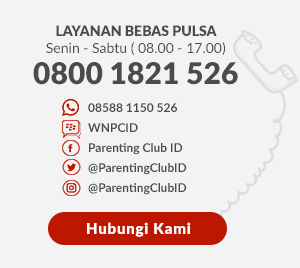 LAYANAN BEBAS PULSA
Senin - Sabtu ( 08.00 - 17.00)
0800 1821 526
08588 1150 526
WNPCID
Parenting Club ID
@ParentingClubID
@ParentingClubID
Hubungi Kami